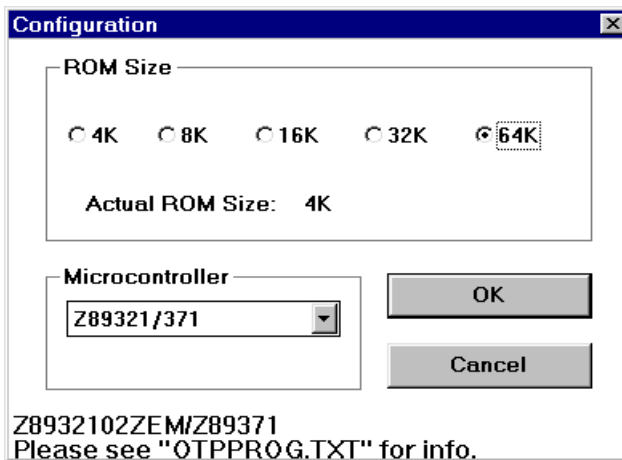 Configuration
ROM Size
4K 8K 16K 32K 64K
Actual ROM Size: 4K
Microcontroller
Z89321/371
OK
Cancel
Z8932102ZEM/Z89371
Please see "OTPPROG.TXT" for info.